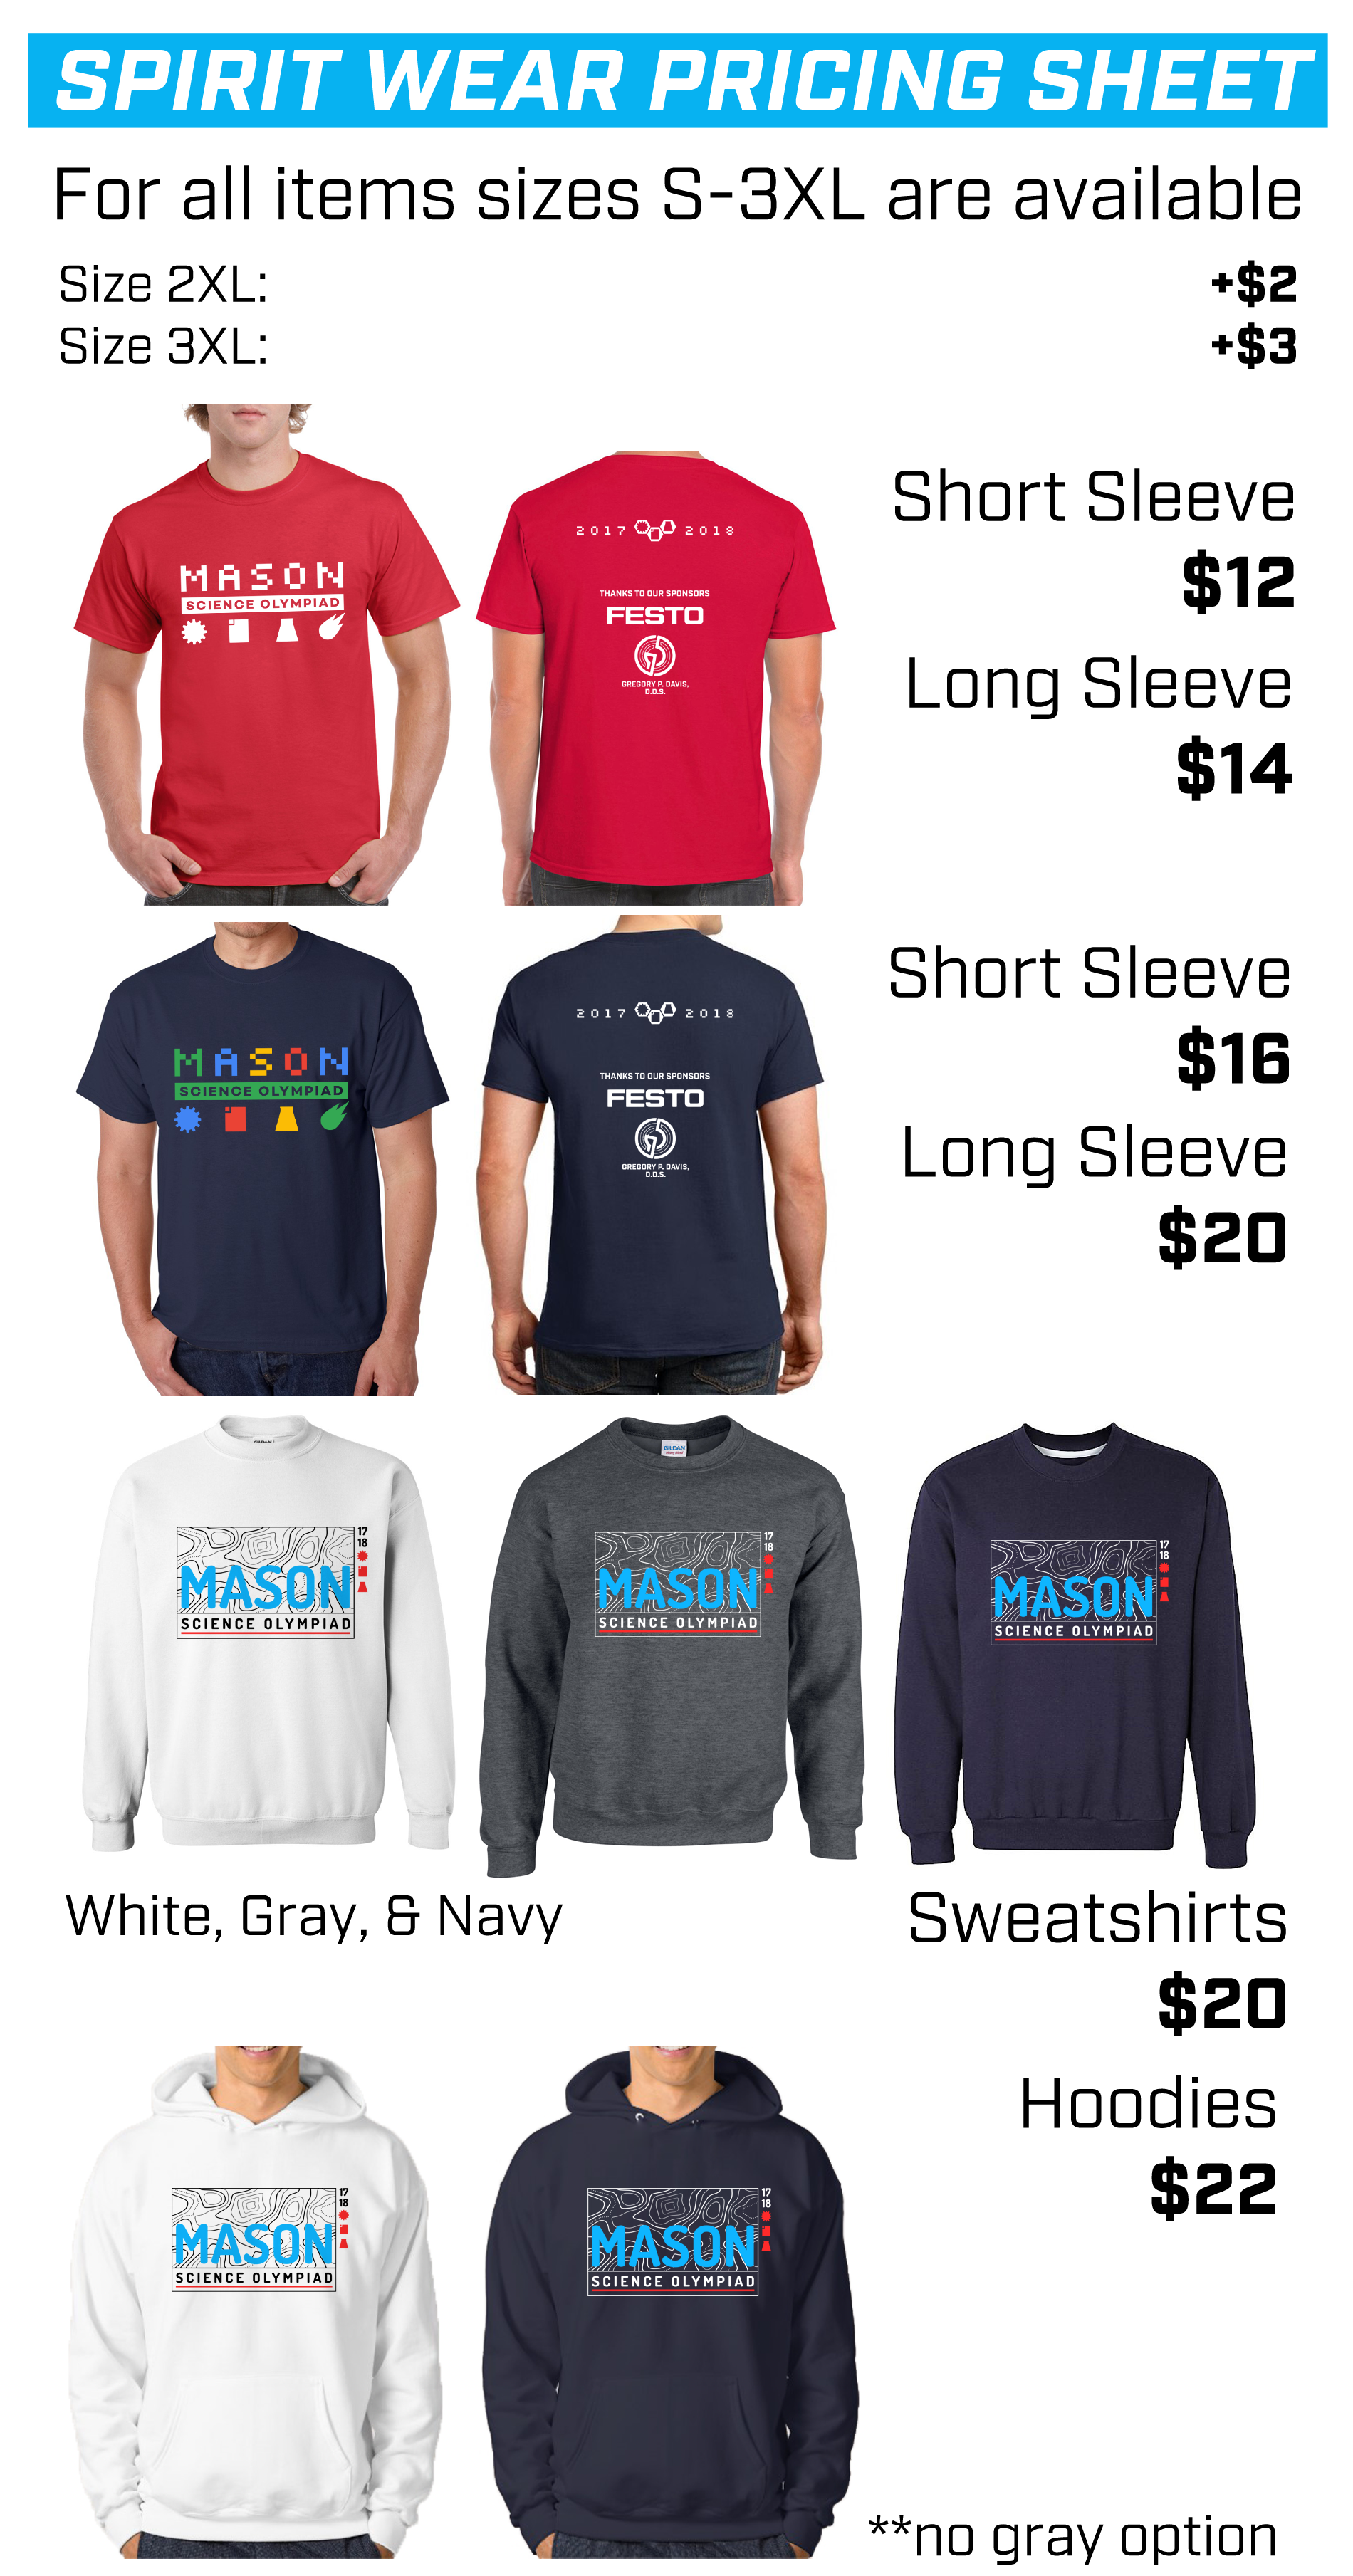 SPIRIT WEAR PRICING SHEET
For all items sizes S-3XL are available
Size 2XL: +$2
Size 3XL: +$3
MASON
SCIENCE OLYMPIAD
2017 2018
THANKS TO OUR SPONSORS
FESTO
GREGORY P. DAVIS,
D.D.S.
Short Sleeve
$12
Long Sleeve
$14
MASON
SCIENCE OLYMPIAD
2017 2018
THANKS TO OUR SPONSORS
FESTO
GREGORY P. DAVIS,
D.D.S.
Short Sleeve
$16
Long Sleeve
$20
17
18
MASON
SCIENCE OLYMPIAD
GILDAN
17
18
MASON
SCIENCE OLYMPIAD
17
18
MASON
SCIENCE OLYMPIAD
White, Gray, & Navy
Sweatshirts
$20
Hoodies
$22
17
18
MASON
SCIENCE OLYMPIAD
17
18
MASON
SCIENCE OLYMPIAD
**no gray option